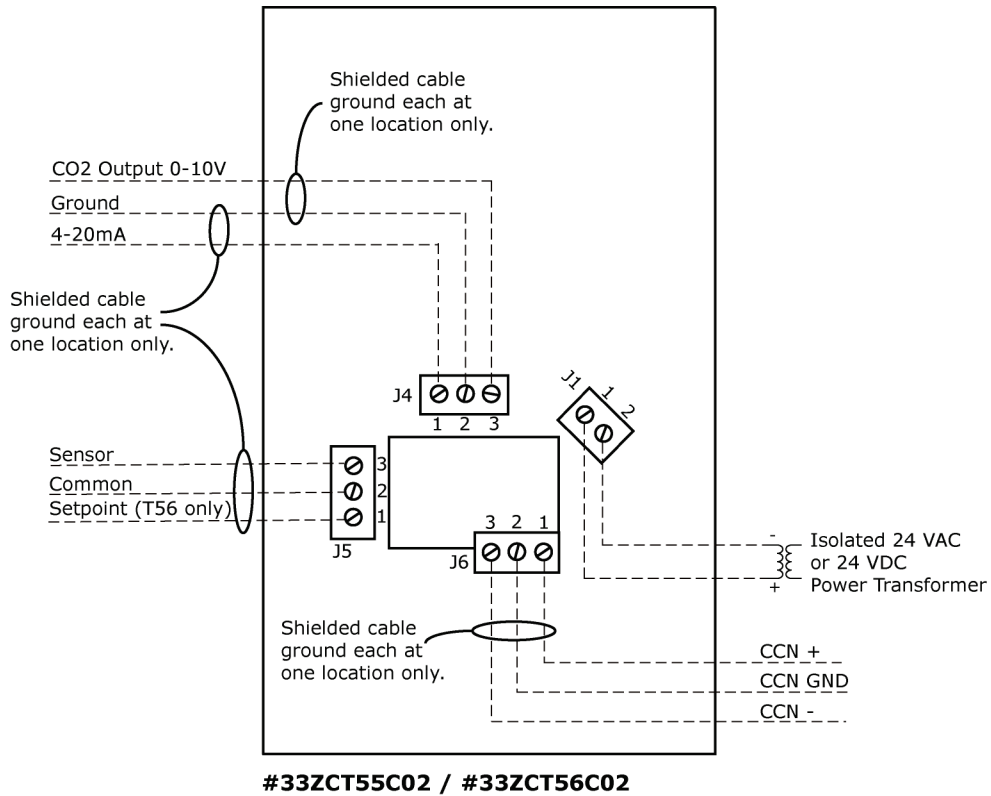 Shielded cable
ground each at
one location only.
CO2 Output 0-10V
Ground
4-20mA
Shielded cable
ground each at
one location only.
J4
1 2 3
J1
1
2
Sensor
Common
Setpoint (T56 only)
3
2
1
J5
3 2 1
J6
-
+
Isolated 24 VAC
or 24 VDC
Power Transformer
Shielded cable
ground each at
one location only.
CCN +
CCN GND
CCN -
#33ZCT55C02 / #33ZCT56C02